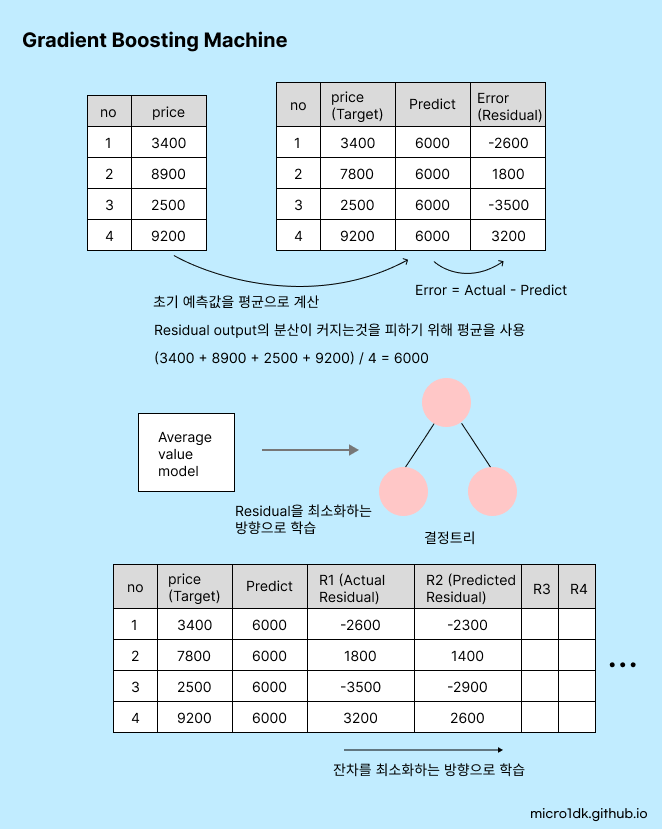 Gradient Boosting Machine
no price
1 3400
2 8900
3 2500
4 9200
no price (Target) Predict Error (Residual)
1 3400 6000 -2600
2 7800 6000 1800
3 2500 6000 -3500
4 9200 6000 3200
Error = Actual - Predict
초기 예측값을 평균으로 계산
Residual output의 분산이 커지는것을 피하기 위해 평균을 사용
(3400 + 8900 + 2500 + 9200) / 4 = 6000
Average
value
model
Residual을 최소화하는
방향으로 학습
결정트리
no price (Target) Predict R1 (Actual Residual) R2 (Predicted Residual) R3 R4
1 3400 6000 -2600 -2300
2 7800 6000 1800 1400
3 2500 6000 -3500 -2900
4 9200 6000 3200 2600
...
잔차를 최소화하는 방향으로 학습
micro1dk.github.io